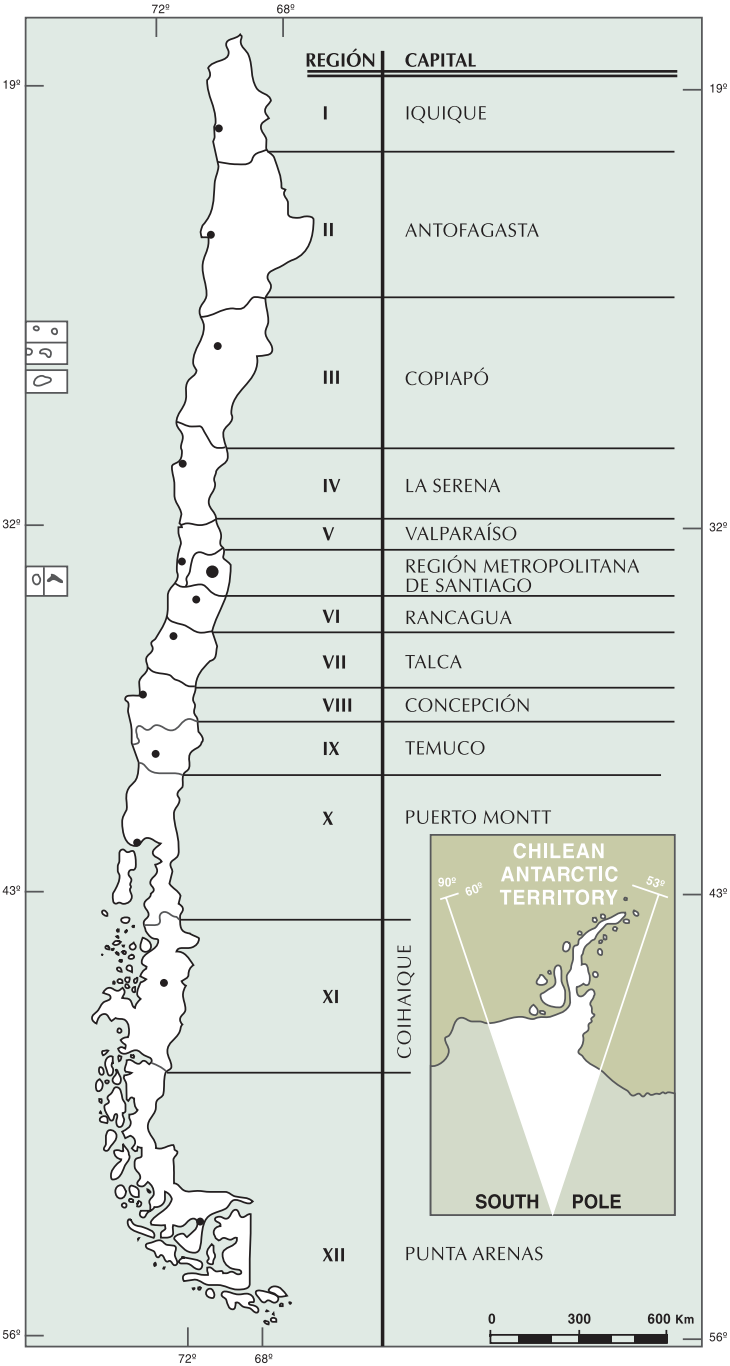 72º 68º
REGIÓN CAPITAL
19º 19º
I IQUIQUE
II ANTOFAGASTA
III COPIAPÓ
IV LA SERENA
32º 32º
V VALPARAÍSO
REGIÓN METROPOLITANA
DE SANTIAGO
VI RANCAGUA
VII TALCA
VIII CONCEPCIÓN
IX TEMUCO
X PUERTO MONTT
CHILEAN
ANTARCTIC
TERRITORY
90º 60º 53º
43º 43º
XI COIHAIQUE
SOUTH POLE
XII PUNTA ARENAS
0 300 600 Km
56º 56º
72º 68º